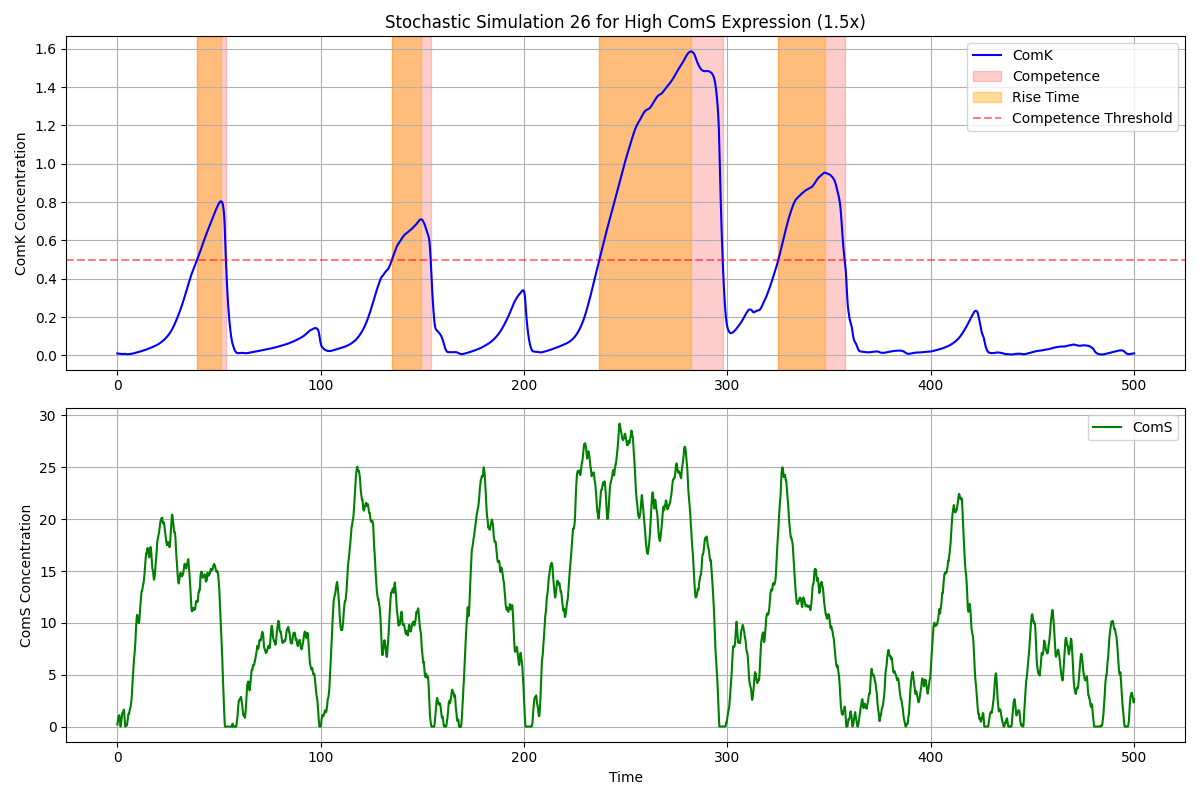 Stochastic Simulation 26 for High ComS Expression (1.5x)
ComK Concentration
1.6
1.4
1.2
1.0
0.8
0.6
0.4
0.2
0.0
ComK
Competence
Rise Time
Competence Threshold
0 100 200 300 400 500
ComS Concentration
30
25
20
15
10
5
0
ComS
0 100 200 300 400 500
Time